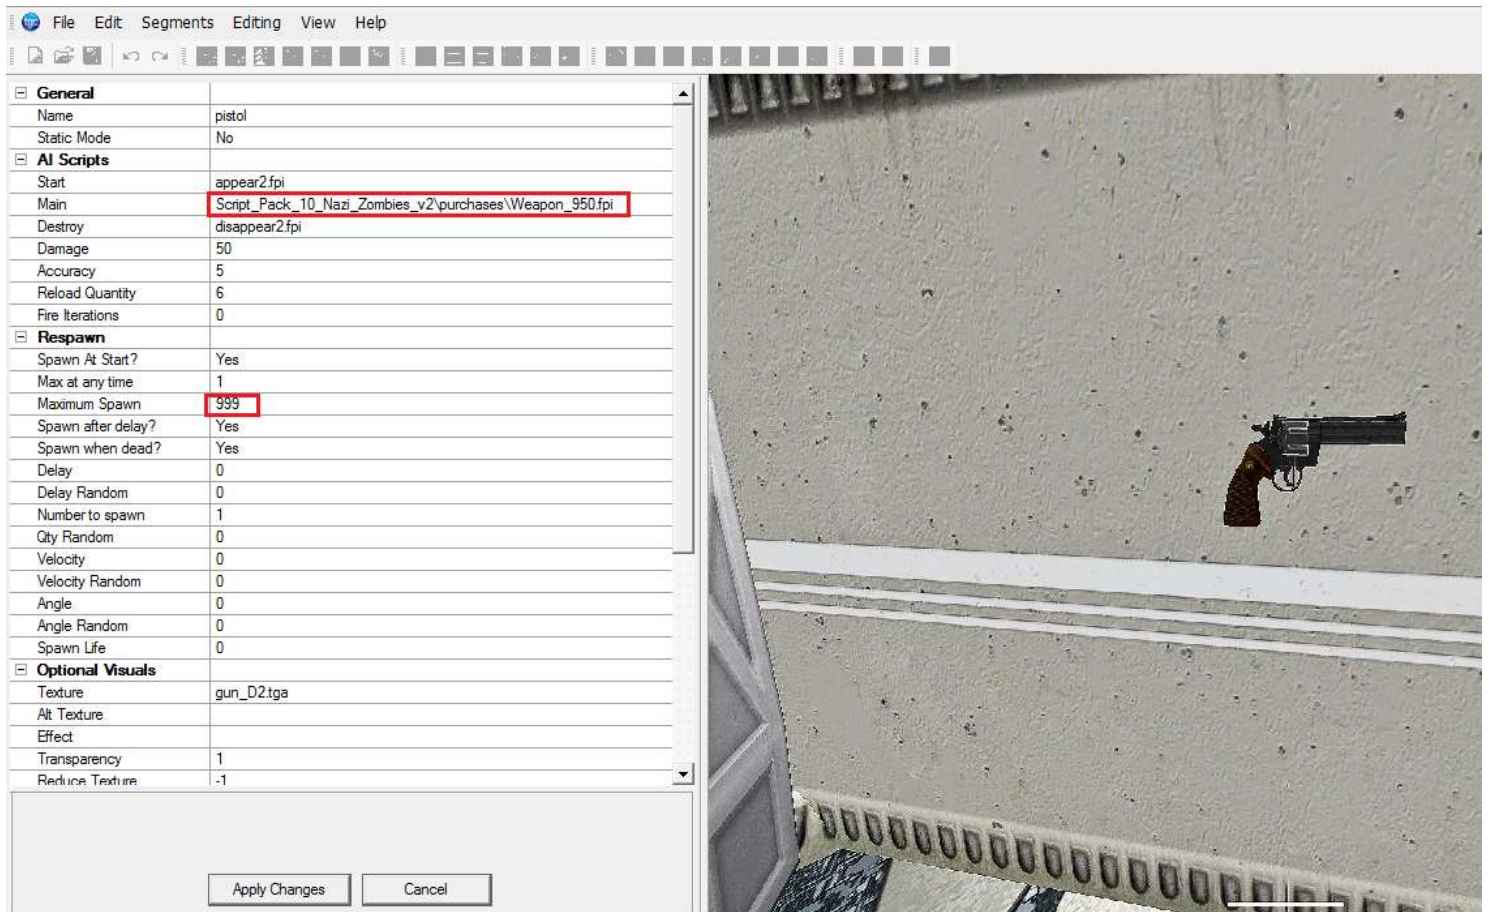 File Edit Segments Editing View Help
General
Name pistol
Static Mode No
AI Scripts
Start appear2.fpi
Main Script_Pack_10_Nazi_Zombies_v2\purchases\Weapon_950.fpi
Destroy disappear2.fpi
Damage 50
Accuracy 5
Reload Quantity 6
Fire Iterations 0
Respawn
Spawn At Start? Yes
Max at any time 1
Maximum Spawn 999
Spawn after delay? Yes
Spawn when dead? Yes
Delay 0
Delay Random 0
Number to spawn 1
Qty Random 0
Velocity 0
Velocity Random 0
Angle 0
Angle Random 0
Spawn Life 0
Optional Visuals
Texture gun_D2.tga
Alt Texture
Effect
Transparency 1
Reduce Texture -1
Apply Changes Cancel